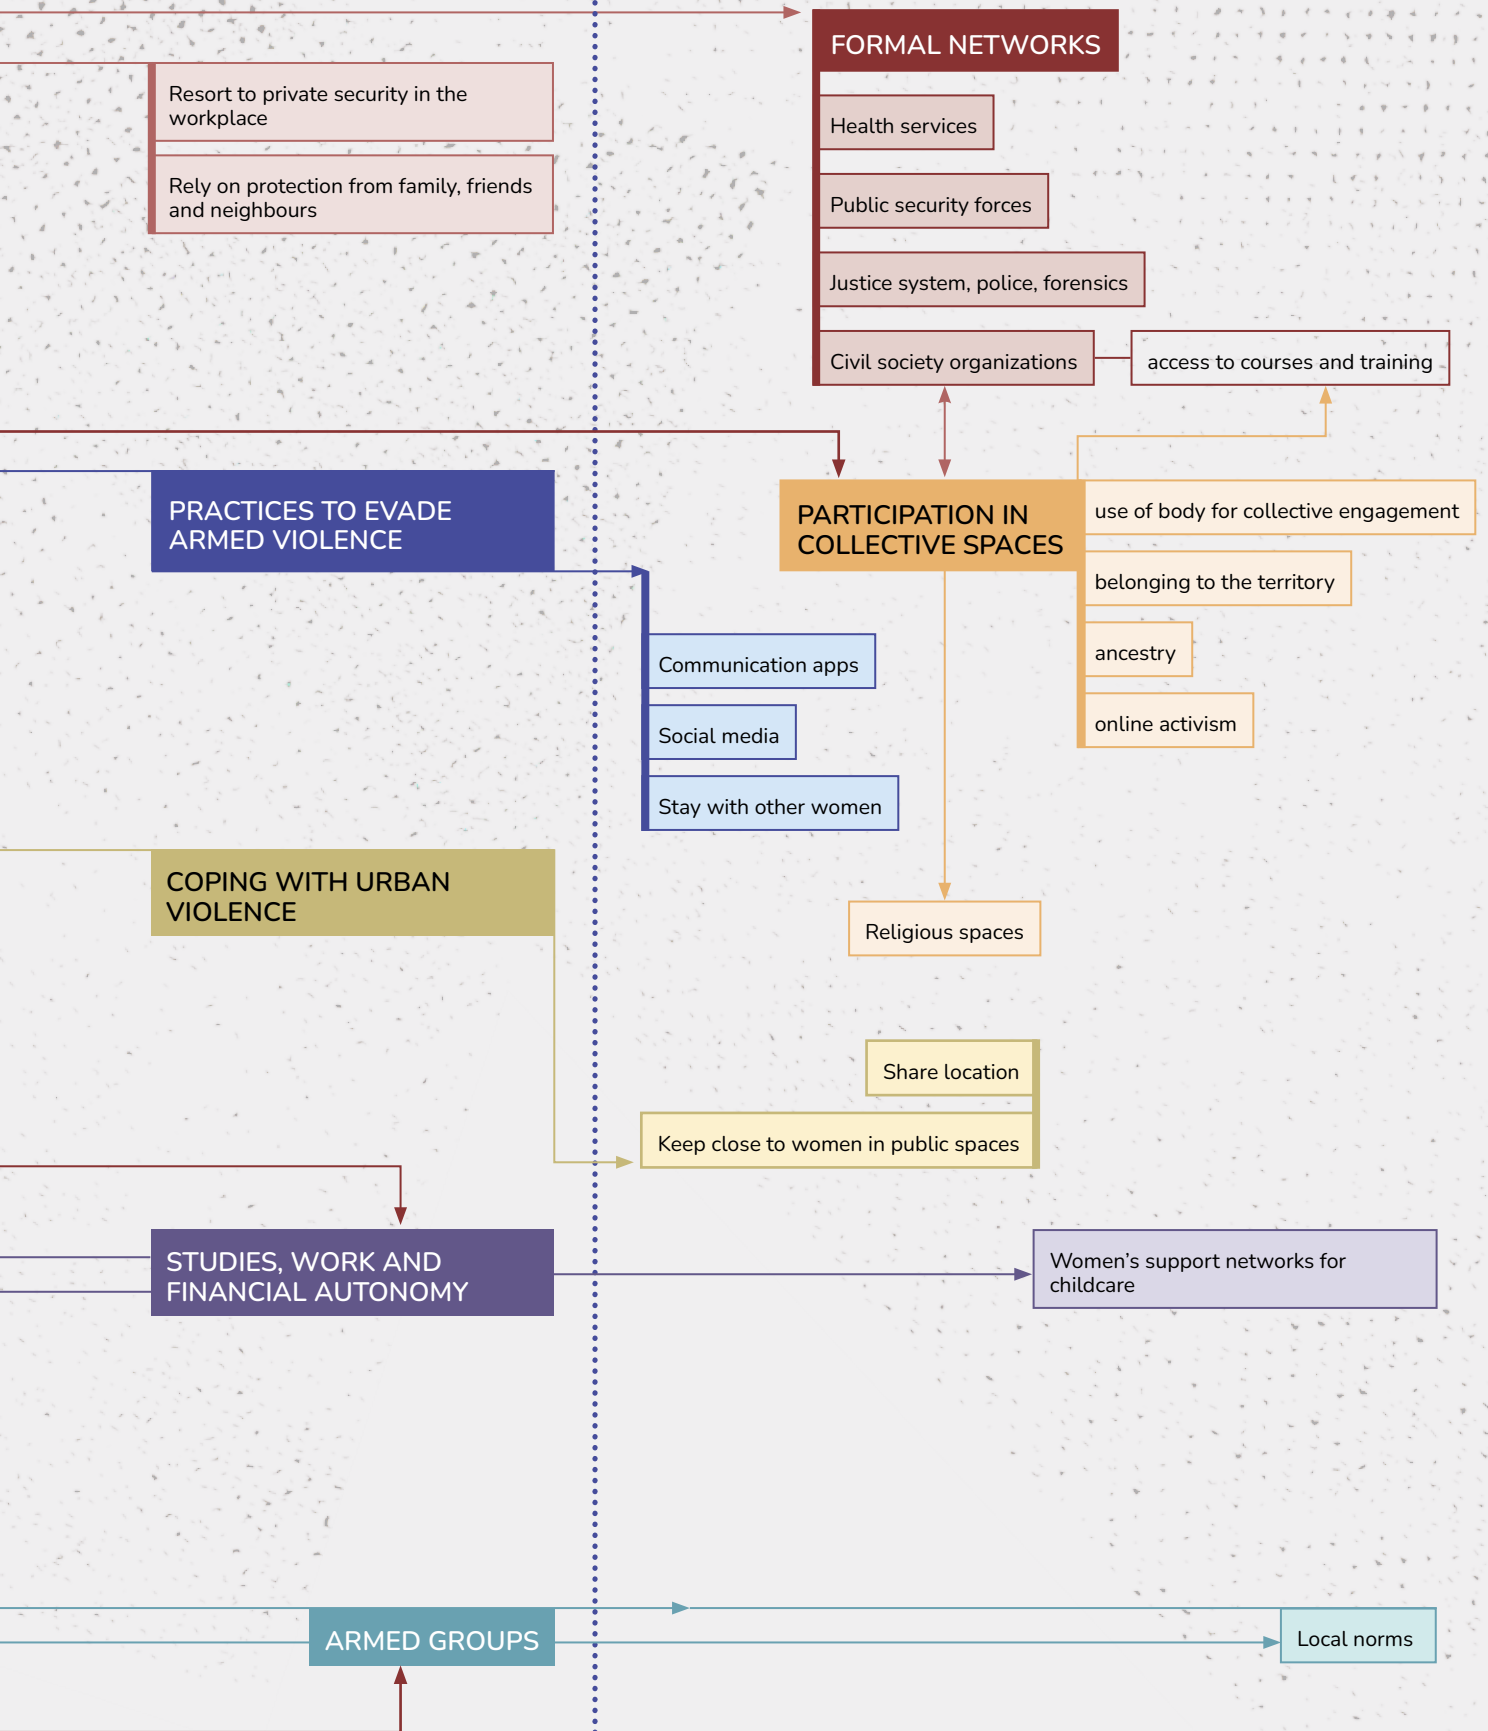 FORMAL NETWORKS
Resort to private security in the
workplace
Rely on protection from family, friends
and neighbours
Health services
Public security forces
Justice system, police, forensics
Civil society organizations
access to courses and training
PRACTICES TO EVADE
ARMED VIOLENCE
PARTICIPATION IN
COLLECTIVE SPACES
use of body for collective engagement
belonging to the territory
ancestry
online activism
Communication apps
Social media
Stay with other women
COPING WITH URBAN
VIOLENCE
Religious spaces
Share location
Keep close to women in public spaces
STUDIES, WORK AND
FINANCIAL AUTONOMY
Women’s support networks for
childcare
ARMED GROUPS
Local norms